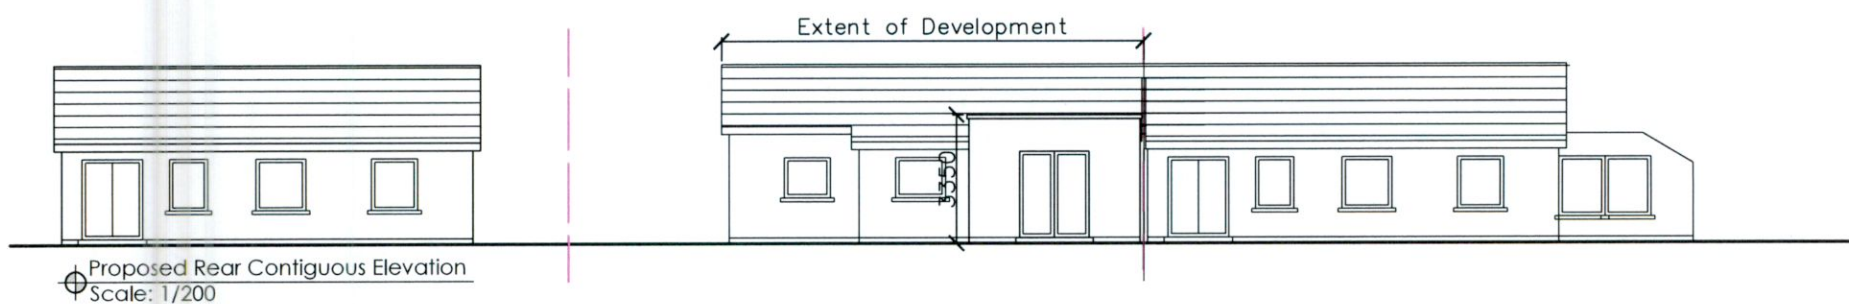 Extent of Development
3350
Proposed Rear Contiguous Elevation
Scale: 1/200